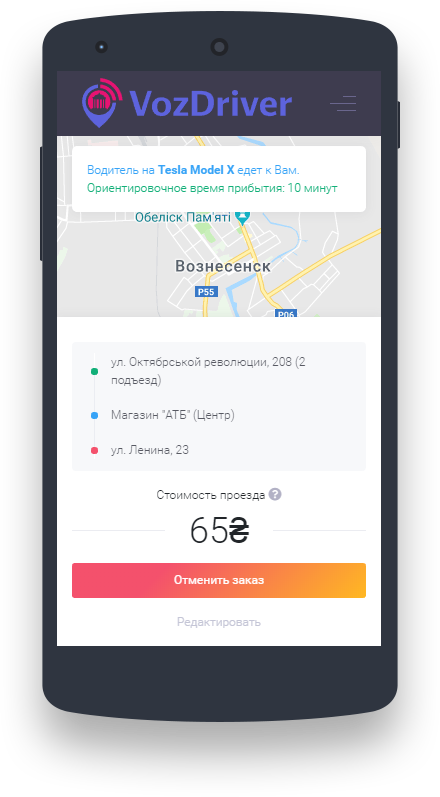 VozDriver
Водитель на Tesla Model X едет к Вам.
Ориентировочное время прибытия: 10 минут
Обеліск Пам'яті
Вознесенск
P55
P06
ул. Октябрської революции, 208 (2
подъезд)
Магазин "АТБ" (Центр)
ул. Ленина, 23
Стоимость проезда ?
65₴
Отменить заказ
Редактировать